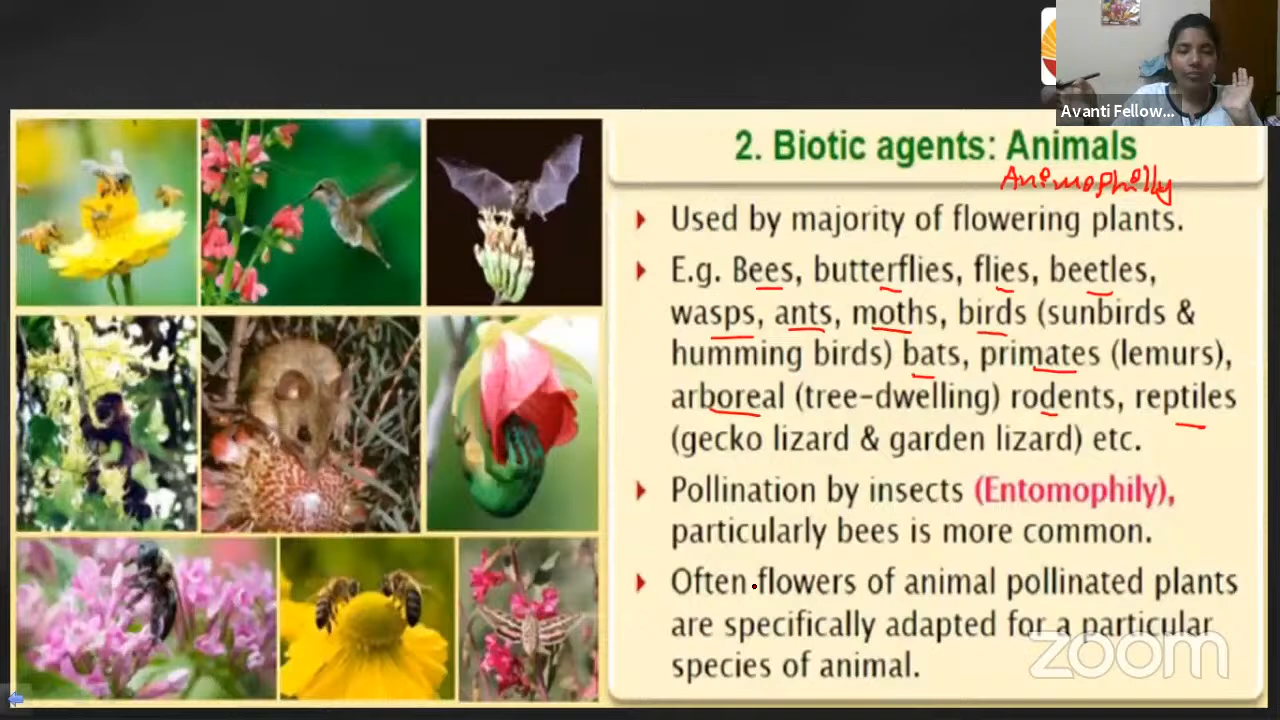 Avanti Fellow...
2. Biotic agents: Animals
Animophilly
Used by majority of flowering plants.
E.g. Bees, butterflies, flies, beetles,
wasps, ants, moths, birds (sunbirds &
humming birds) bats, primates (lemurs),
arboreal (tree-dwelling) rodents, reptiles
(gecko lizard & garden lizard) etc.
Pollination by insects (Entomophily),
particularly bees is more common.
Often flowers of animal pollinated plants
are specifically adapted for a particular
species of animal.
zoom